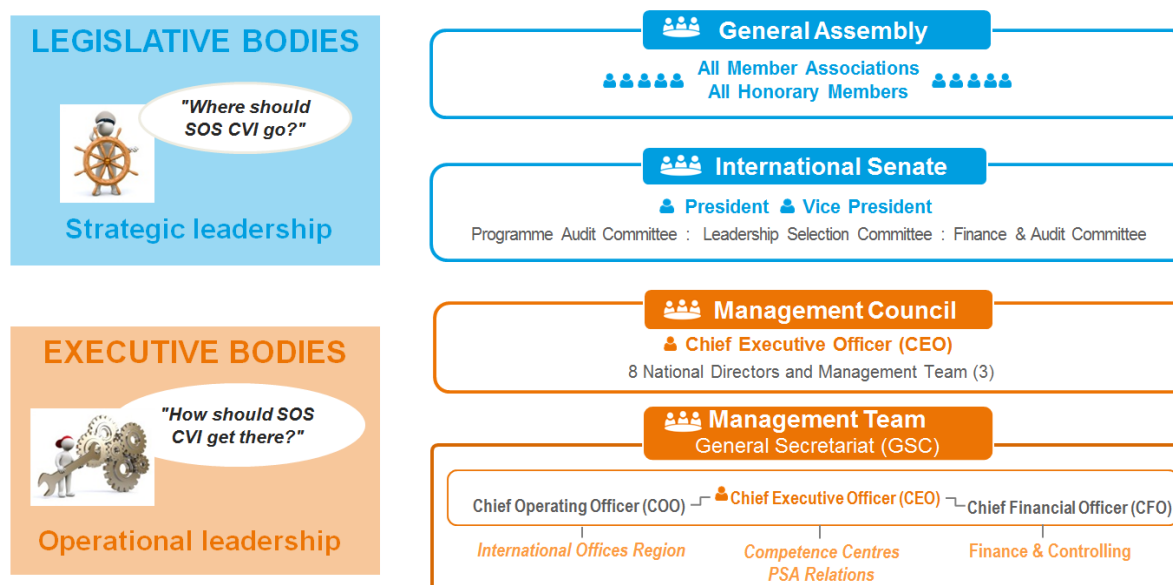 LEGISLATIVE BODIES
"Where should
SOS CVI go?"
Strategic leadership
General Assembly
All Member Associations
All Honorary Members
International Senate
President Vice President
Programme Audit Committee : Leadership Selection Committee : Finance & Audit Committee
EXECUTIVE BODIES
"How should SOS
CVI get there?"
Operational leadership
Management Council
Chief Executive Officer (CEO)
8 National Directors and Management Team (3)
Management Team
General Secretariat (GSC)
Chief Operating Officer (COO) Chief Executive Officer (CEO) Chief Financial Officer (CFO)
International Offices Region Competence Centres Finance & Controlling
PSA Relations